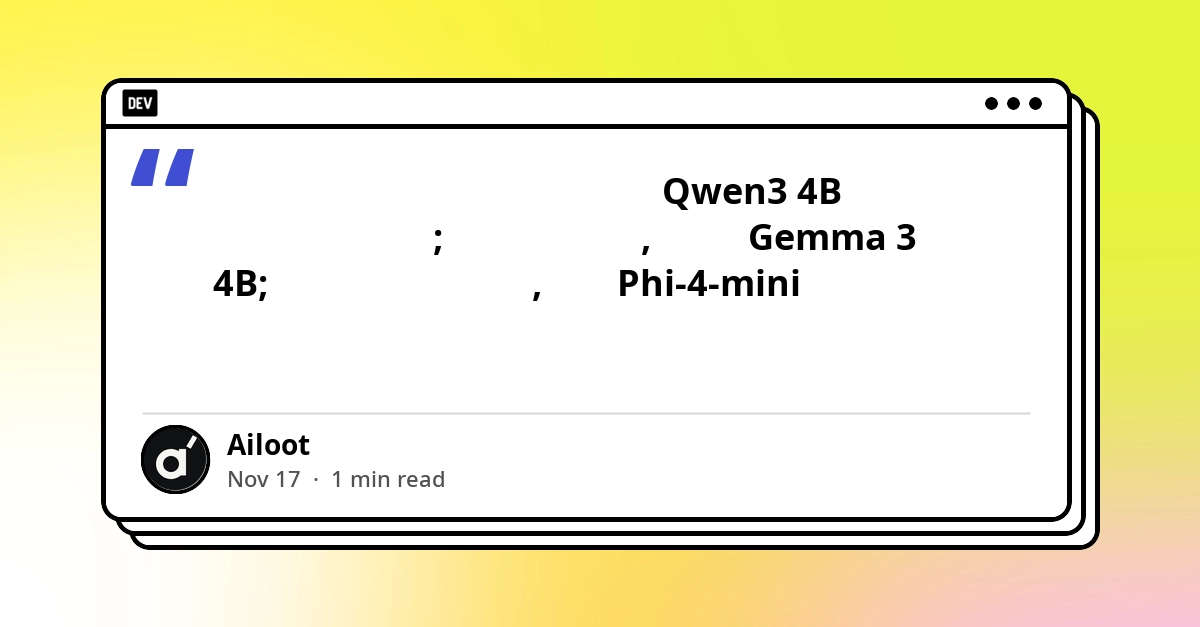 DEV
“
Qwen3 4B
; , Gemma 3
4B; , Phi-4-mini
Ailoot
Nov 17 · 1 min read